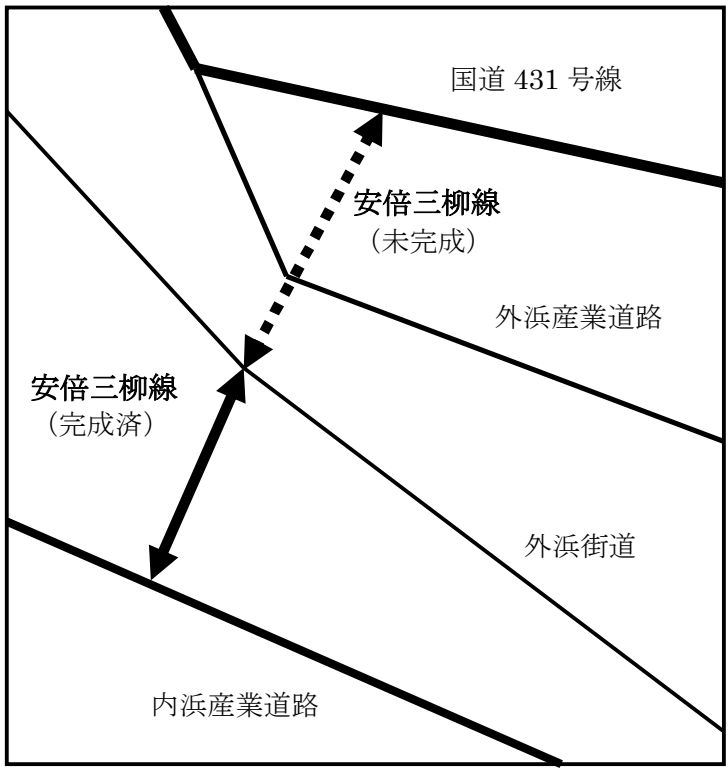 国道 431 号線
安倍三柳線
（未完成）
外浜産業道路
安倍三柳線
（完成済）
外浜街道
内浜産業道路